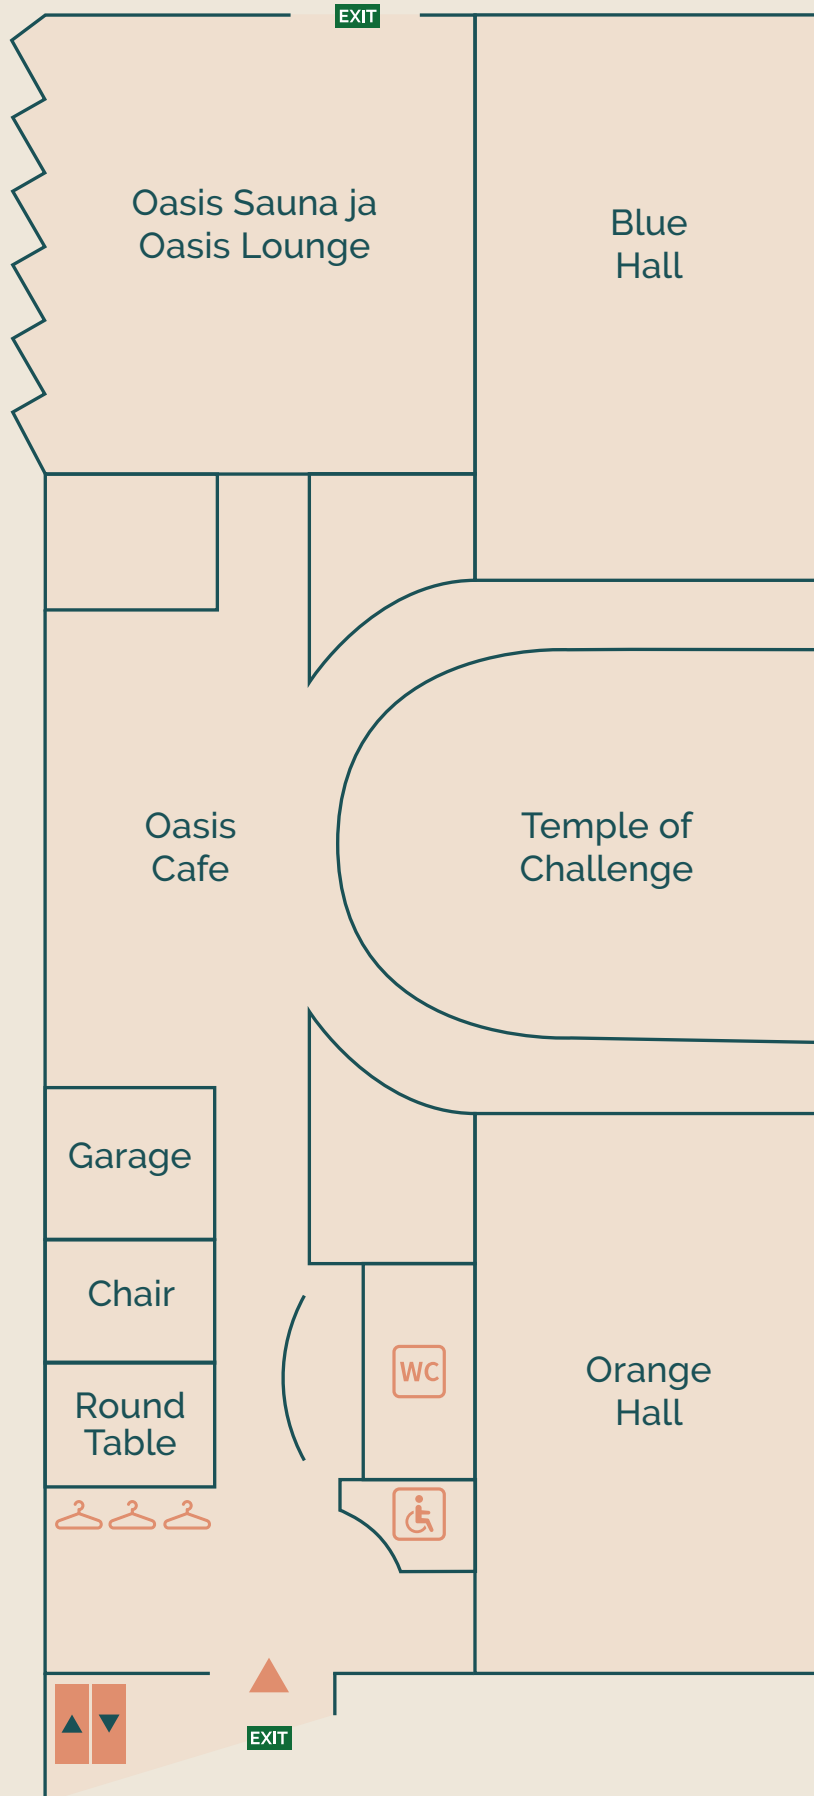 EXIT
Oasis Sauna ja
Oasis Lounge
Blue
Hall
Oasis
Cafe
Temple of
Challenge
Garage
Chair
Round
Table
WC
Orange
Hall
EXIT